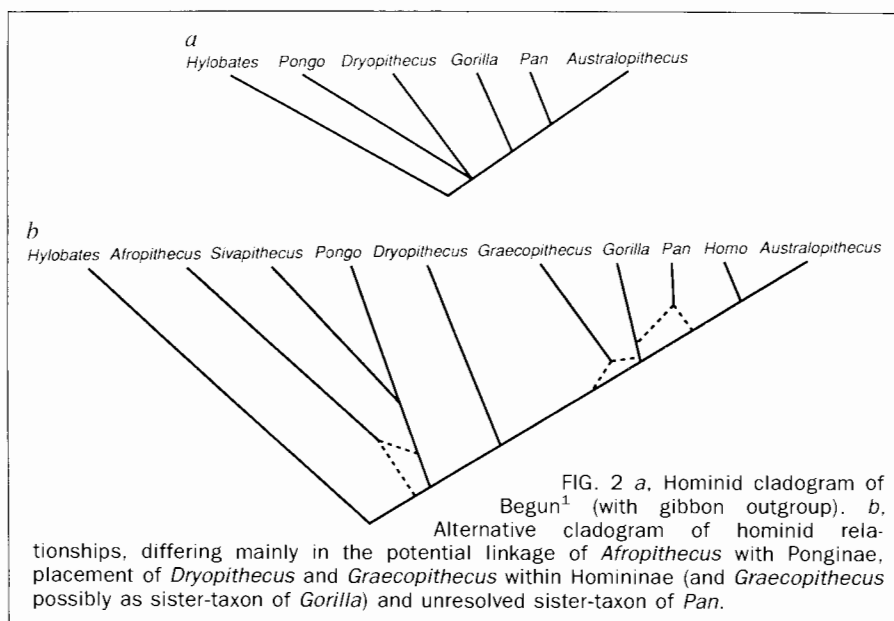 a
Hylobates Pongo Dryopithecus Gorilla Pan Australopithecus
b
Hylobates Afropithecus Sivapithecus Pongo Dryopithecus Graecopithecus Gorilla Pan Homo Australopithecus
FIG. 2 a, Hominid cladogram of
Begun1 (with gibbon outgroup). b,
Alternative cladogram of hominid rela-
tionships, differing mainly in the potential linkage of Afropithecus with Ponginae,
placement of Dryopithecus and Graecopithecus within Homininae (and Graecopithecus
possibly as sister-taxon of Gorilla) and unresolved sister-taxon of Pan.